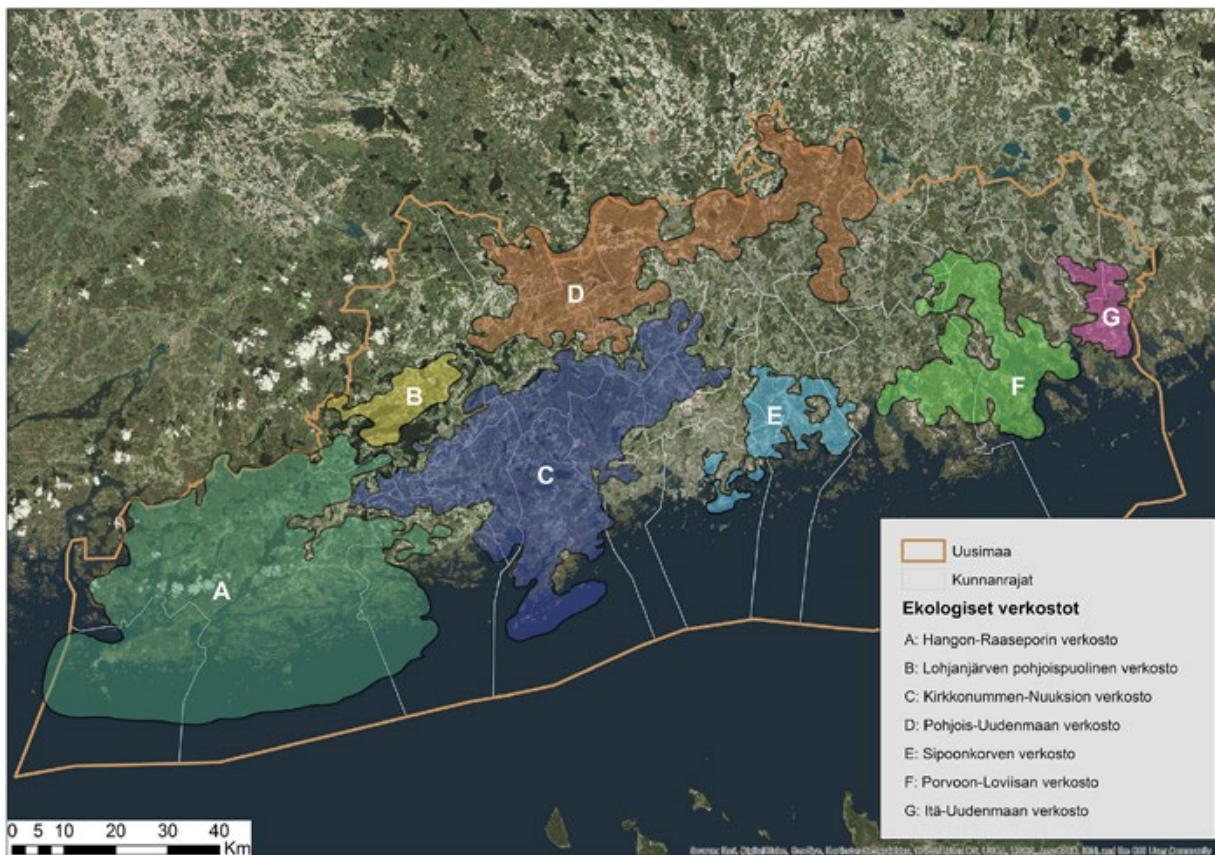 D
B
G
F
E
C
A
Uusimaa
Kunnanrajat
Ekologiset verkostot
A: Hangon-Raaseporin verkosto
B: Lohjanjärven pohjoispuolinen verkosto
C: Kirkkonummen-Nuuksion verkosto
D: Pohjois-Uudenmaan verkosto
E: Sipoonkorven verkosto
F: Porvoon-Loviisan verkosto
G: Itä-Uudenmaan verkosto
0 5 10 20 30 40
Km